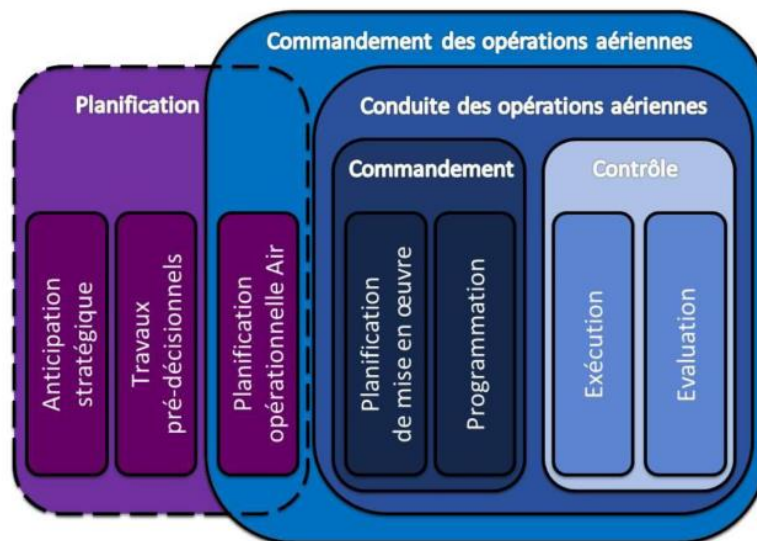 Commandement des opérations aériennes
Planification
Conduite des opérations aériennes
Commandement
Contrôle
Anticipation
stratégique
Travaux
pré-décisionnels
Planification
opérationnelle Air
Planification
de mise en œuvre
Programmation
Exécution
Evaluation